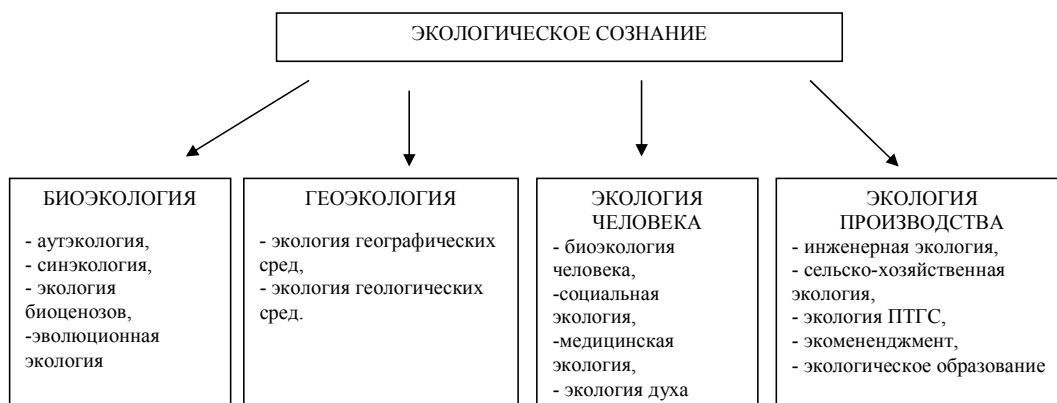 ЭКОЛОГИЧЕСКОЕ СОЗНАНИЕ
БИОЭКОЛОГИЯ
- аутэкология,
- синэкология,
- экология
биоценозов,
-эволюционная
экология
ГЕОЭКОЛОГИЯ
- экология географических
сред,
- экология геологических
сред.
ЭКОЛОГИЯ
ЧЕЛОВЕКА
- биоэкология
человека,
-социальная
экология,
-медицинская
экология,
- экология духа
ЭКОЛОГИЯ
ПРОИЗВОДСТВА
- инженерная экология,
- сельско-хозяйственная
экология,
- экология ПТГС,
- экомененджмент,
- экологическое образование